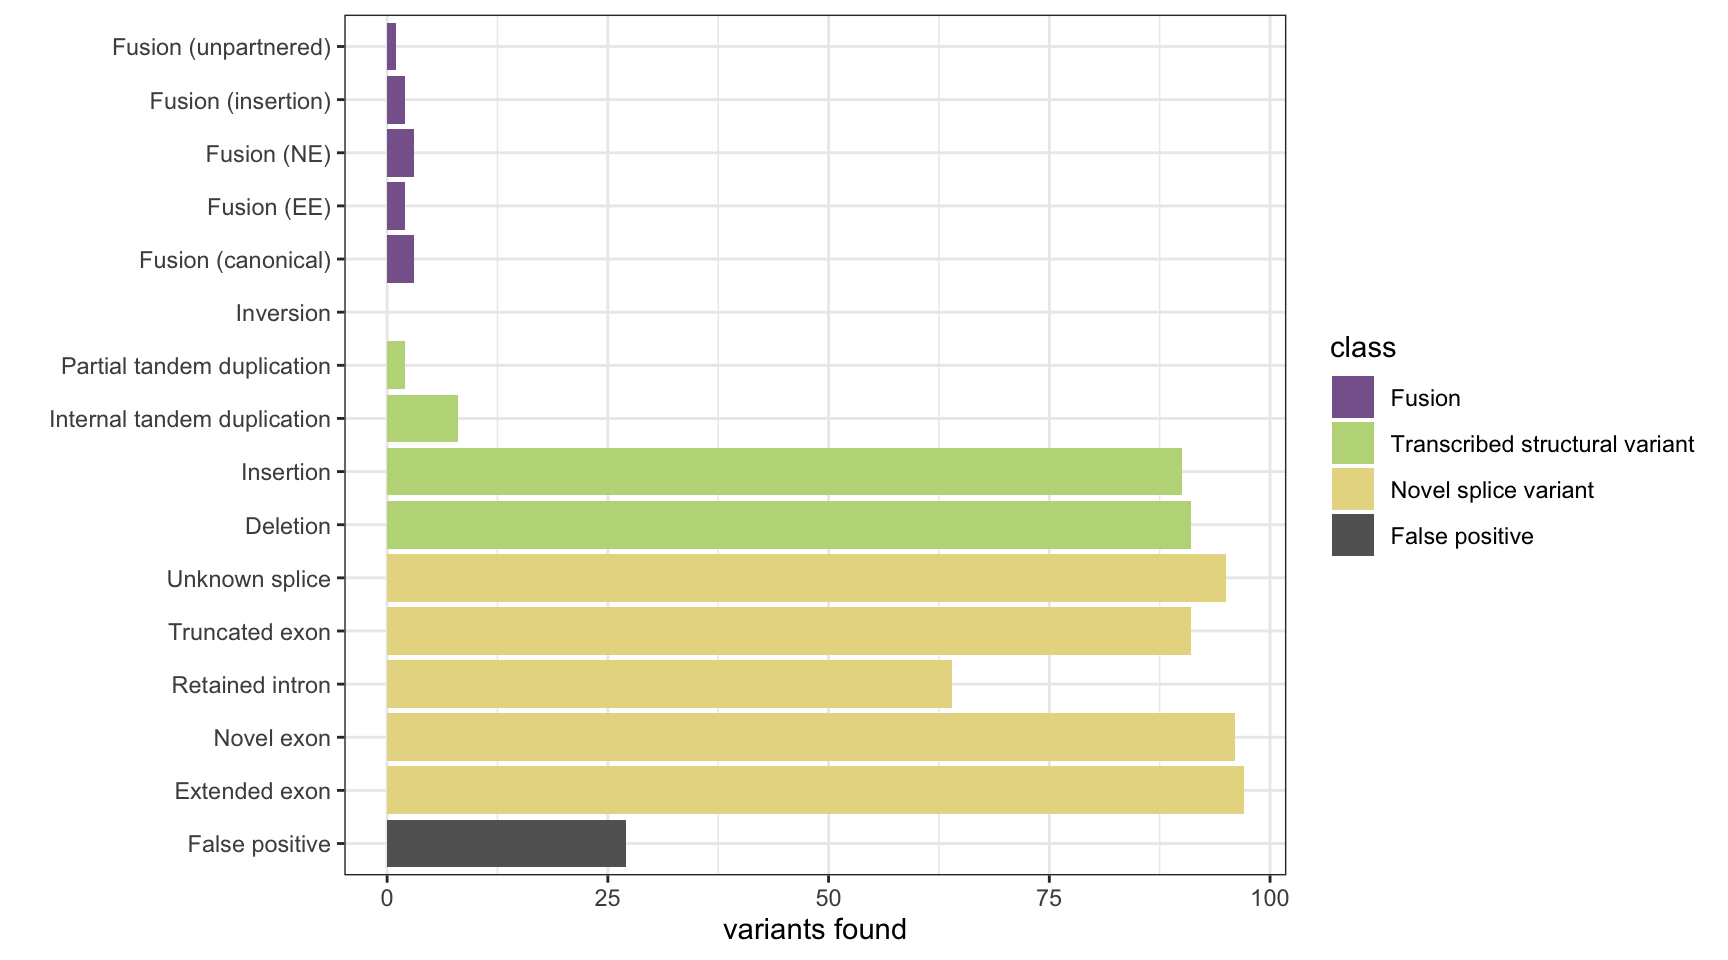 Fusion (unpartnered)
Fusion (insertion)
Fusion (NE)
Fusion (EE)
Fusion (canonical)
Inversion
Partial tandem duplication
Internal tandem duplication
Insertion
Deletion
Unknown splice
Truncated exon
Retained intron
Novel exon
Extended exon
False positive
0 25 50 75 100
variants found
class
Fusion
Transcribed structural variant
Novel splice variant
False positive